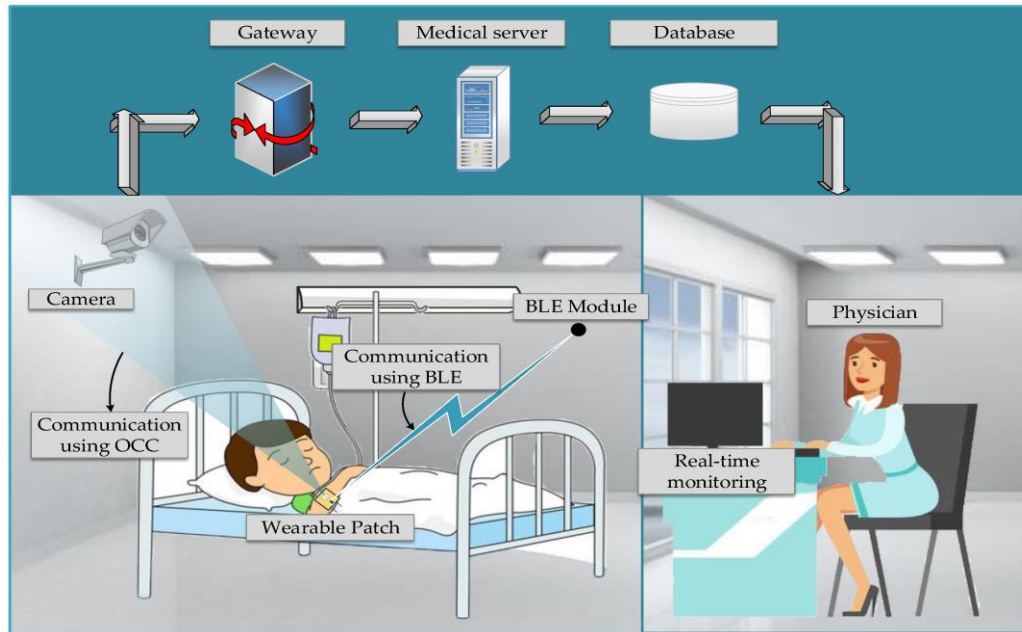 Gateway
Medical server
Database
Camera
BLE Module
Physician
Communication
using BLE
Communication
using OCC
Real-time
monitoring
Wearable Patch